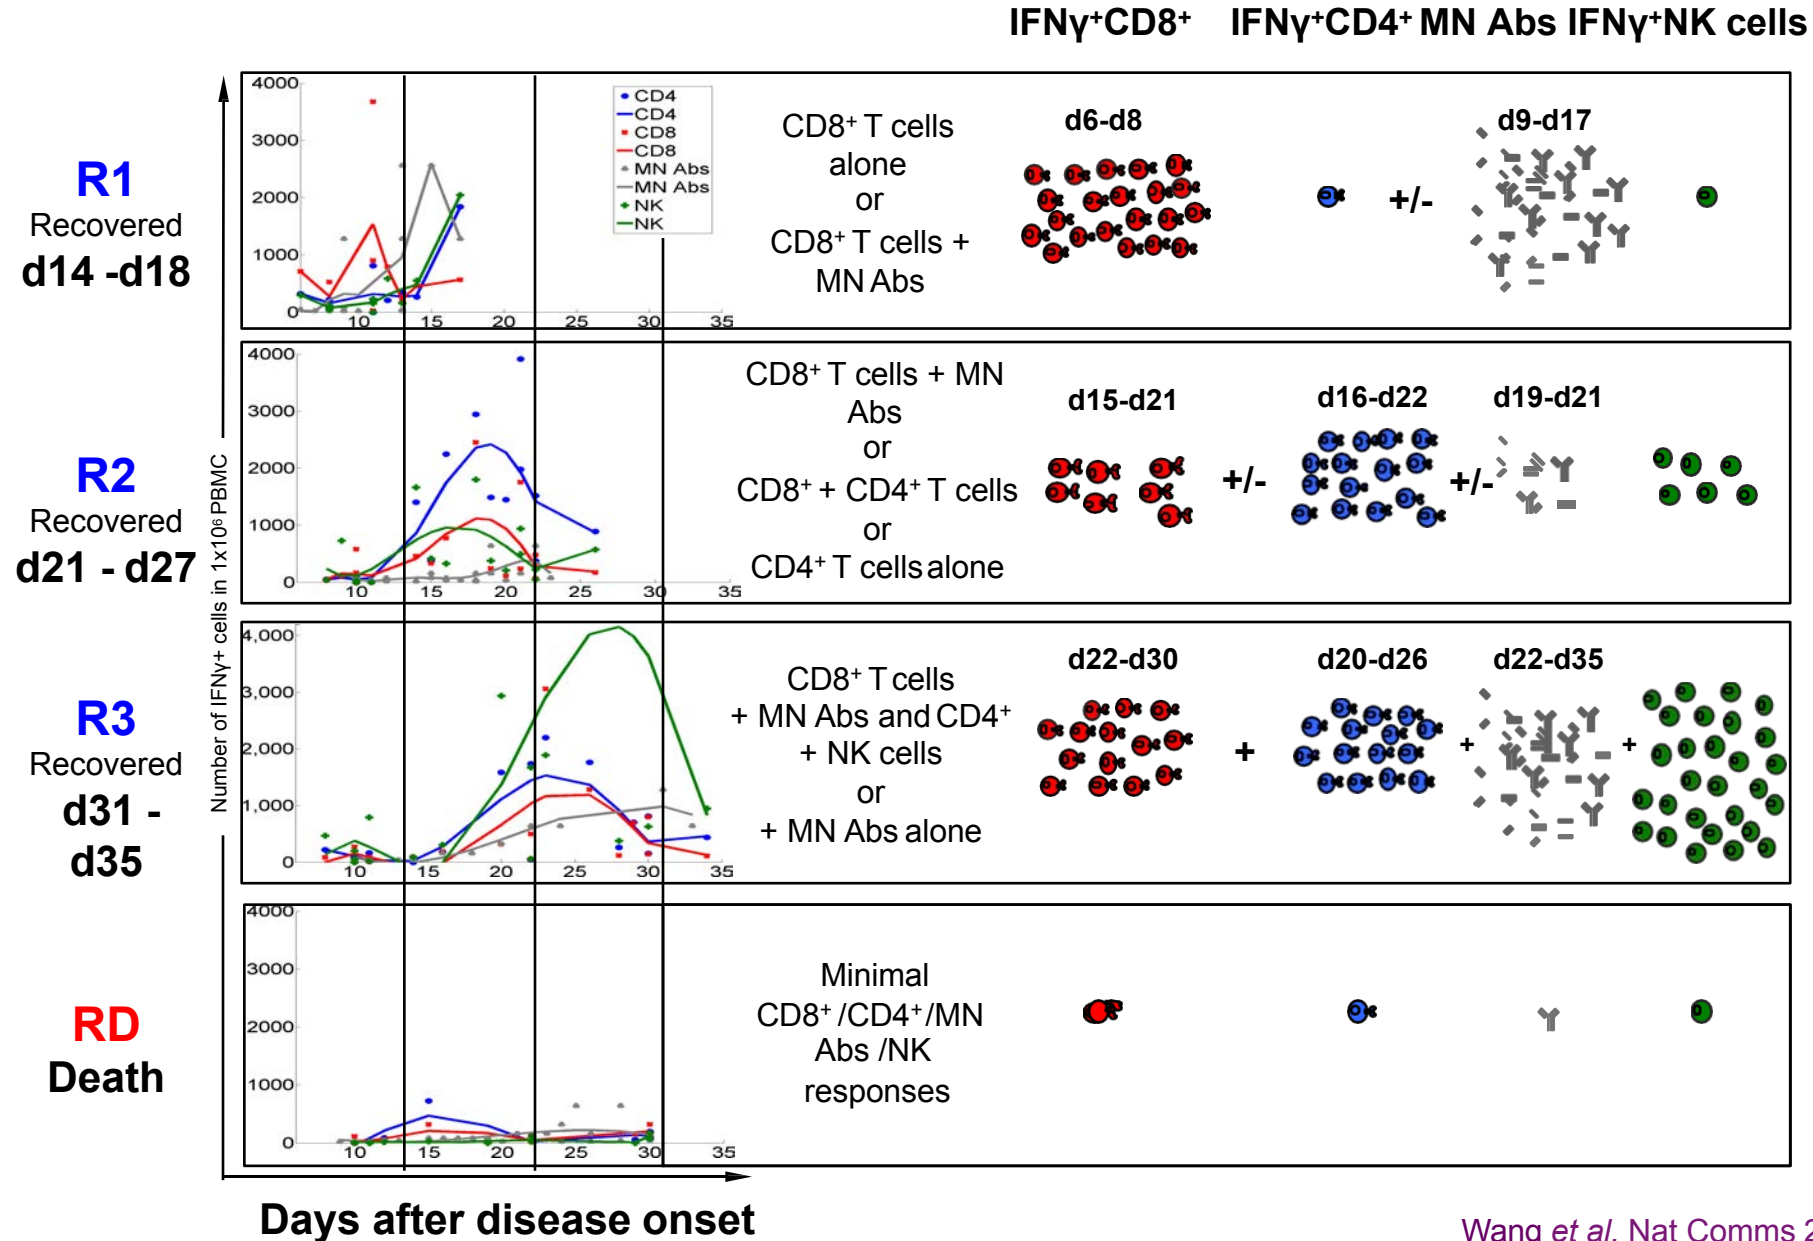 IFNγ⁺CD8⁺ IFNγ⁺CD4⁺ MN Abs IFNγ⁺NK cells
R1
Recovered
d14 -d18
4000
3000
2000
1000
0
10 15 20 25 30 35
CD4
CD4
CD8
CD8
MN Abs
MN Abs
NK
NK
CD8⁺ T cells
alone
or
CD8⁺ T cells +
MN Abs
d6-d8
+/-
d9-d17
R2
Recovered
d21 - d27
4000
3000
2000
1000
0
10 15 20 25 30 35
CD8⁺ T cells + MN
Abs
or
CD8⁺ + CD4⁺ T cells
or
CD4⁺ T cells alone
d15-d21
+/-
d16-d22
+/-
d19-d21
R3
Recovered
d31 -
d35
4,000
3,000
2,000
1,000
0
10 15 20 25 30 35
CD8⁺ T cells
+ MN Abs and CD4⁺
+ NK cells
or
+ MN Abs alone
d22-d30
+
d20-d26
+
d22-d35
+
RD
Death
4000
3000
2000
1000
0
10 15 20 25 30 35
Minimal
CD8⁺ /CD4⁺/MN
Abs /NK
responses
Number of IFNγ+ cells in 1x10⁶ PBMC
Days after disease onset
Wang et al. Nat Comms 2